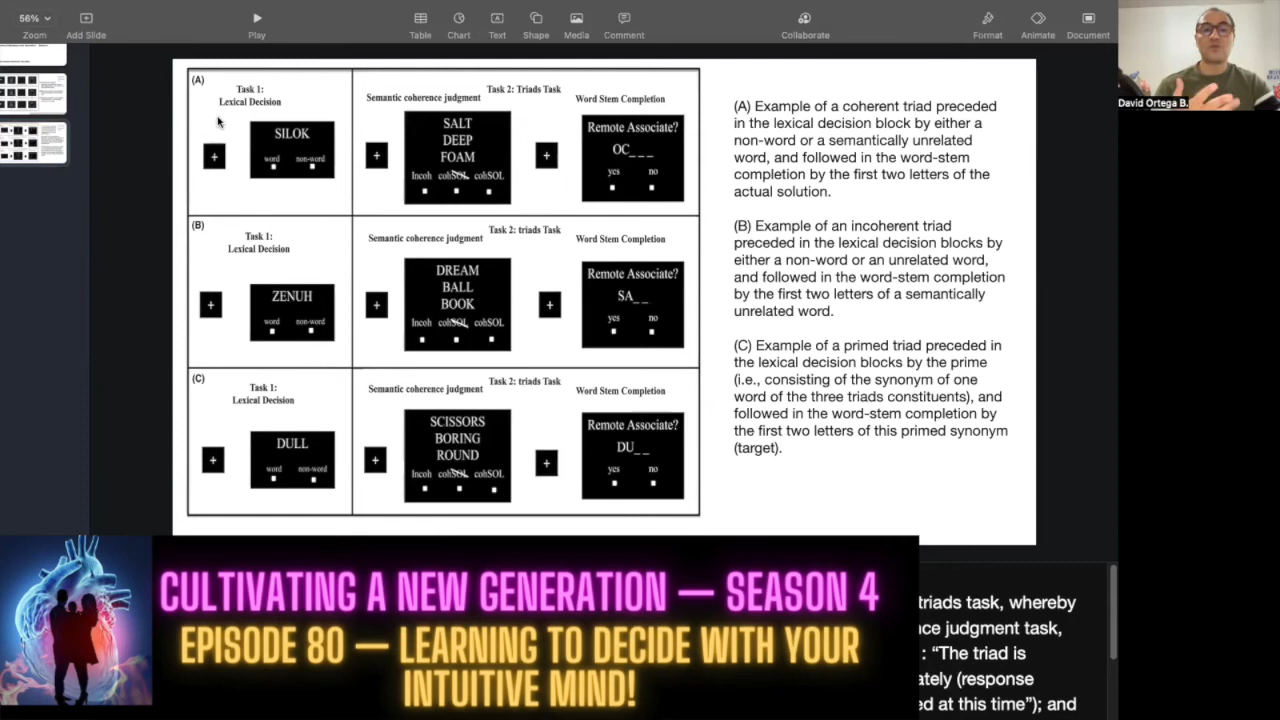 56%
Zoom
Add Slide
Play
Table
Chart
Text
Shape
Media
Comment
Collaborate
Format
Animate
Document
David Ortega B.
(A)
Task 1:
Lexical Decision
+
SILOK
word non-word
Task 2: Triads Task
Semantic coherence judgment
Word Stem Completion
+
SALT
DEEP
FOAM
Incoh cohSOL cohSOL
+
Remote Associate?
OC_ _ _
yes no
(B)
Task 1:
Lexical Decision
+
ZENUH
word non-word
Task 2: triads Task
Semantic coherence judgment
Word Stem Completion
+
DREAM
BALL
BOOK
Incoh cohSOL cohSOL
+
Remote Associate?
SA_ _
yes no
(C)
Task 1:
Lexical Decision
+
DULL
word non-word
Task 2: triads Task
Semantic coherence judgment
Word Stem Completion
+
SCISSORS
BORING
ROUND
Incoh cohSOL cohSOL
+
Remote Associate?
DU_ _
yes no
(A) Example of a coherent triad preceded
in the lexical decision block by either a
non-word or a semantically unrelated
word, and followed in the word-stem
completion by the first two letters of the
actual solution.
(B) Example of an incoherent triad
preceded in the lexical decision blocks by
either a non-word or an unrelated word,
and followed in the word-stem completion
by the first two letters of a semantically
unrelated word.
(C) Example of a primed triad preceded in
the lexical decision blocks by the prime
(i.e., consisting of the synonym of one
word of the three triads constituents), and
followed in the word-stem completion by
the first two letters of this primed synonym
(target).
CULTIVATING A NEW GENERATION — SEASON 4
EPISODE 80 — LEARNING TO DECIDE WITH YOUR
INTUITIVE MIND!
triads task, whereby
nce judgment task,
: “The triad is
ately (response
ed at this time”); and